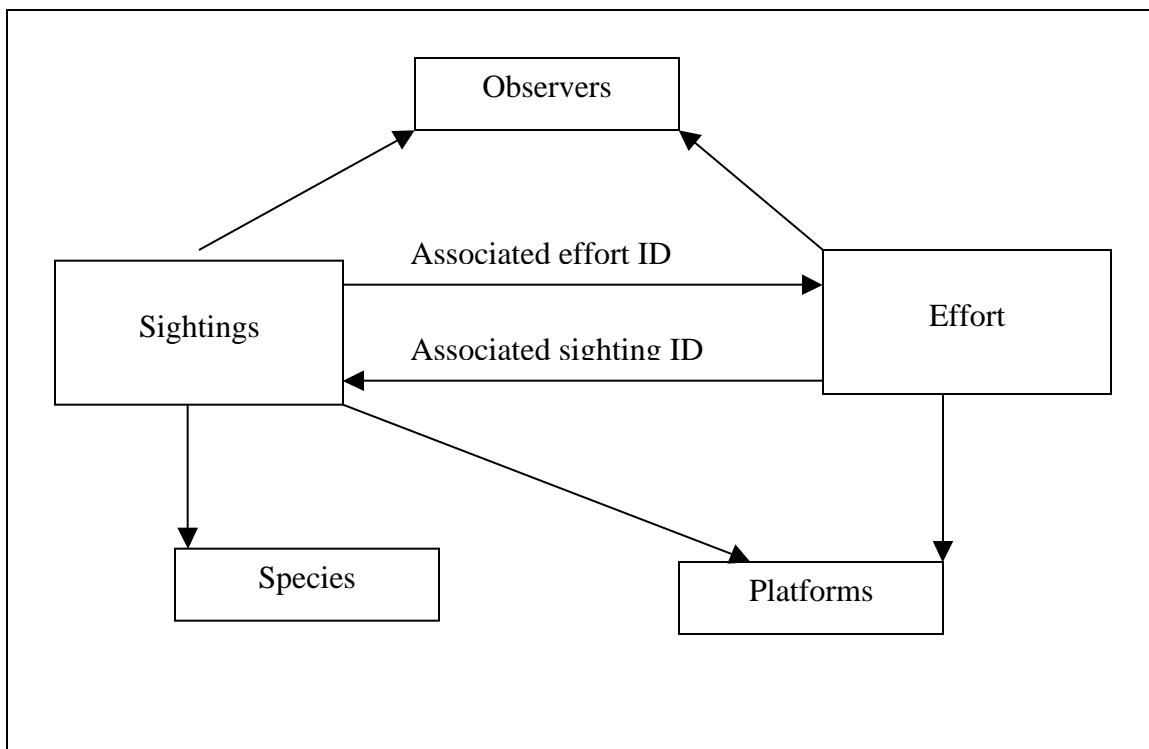 Observers
Associated effort ID
Sightings
Effort
Associated sighting ID
Species
Platforms